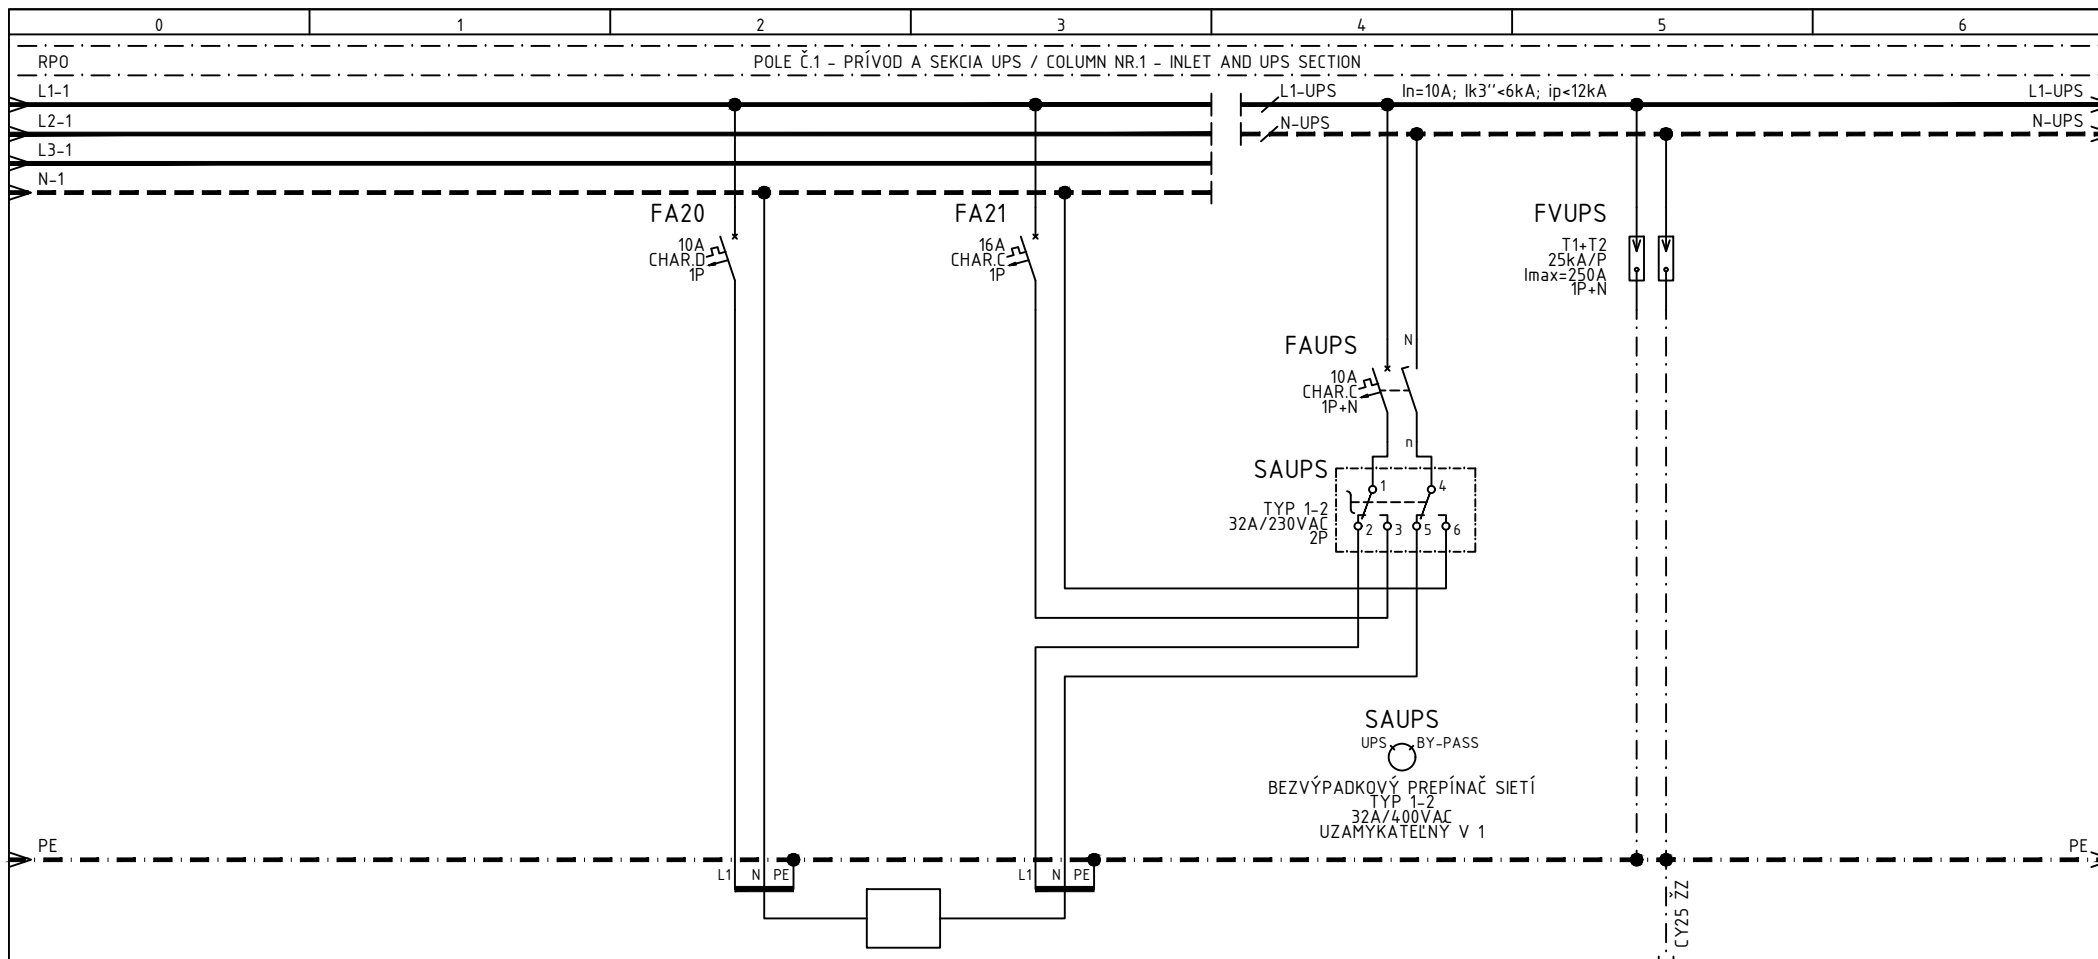 0 1 2 3 4 5 6
RPO
POLE Č.1 - PRÍVOD A SEKCIA UPS / COLUMN NR.1 - INLET AND UPS SECTION
L1-1
L1-UPS In=10A; Ik3''<6kA; ip<12kA L1-UPS
L2-1
N-UPS N-UPS
L3-1
N-1
FA20
10A
CHAR.D
1P
FA21
16A
CHAR.C
1P
FVUPS
T1+T2
25kA/P
Imax=250A
1P+N
FAUPS
N
10A
CHAR.C
1P+N
n
SAUPS
1 4
TYP 1-2
32A/230VAC
2P
2 3 5 6
SAUPS
UPS BY-PASS
BEZVÝPADKOVÝ PREPÍNAČ SIETÍ
TYP 1-2
32A/400VAC
UZAMYKATEĽNÝ V 1
PE PE
L1 N PE L1 N PE
CY25 ŽZ